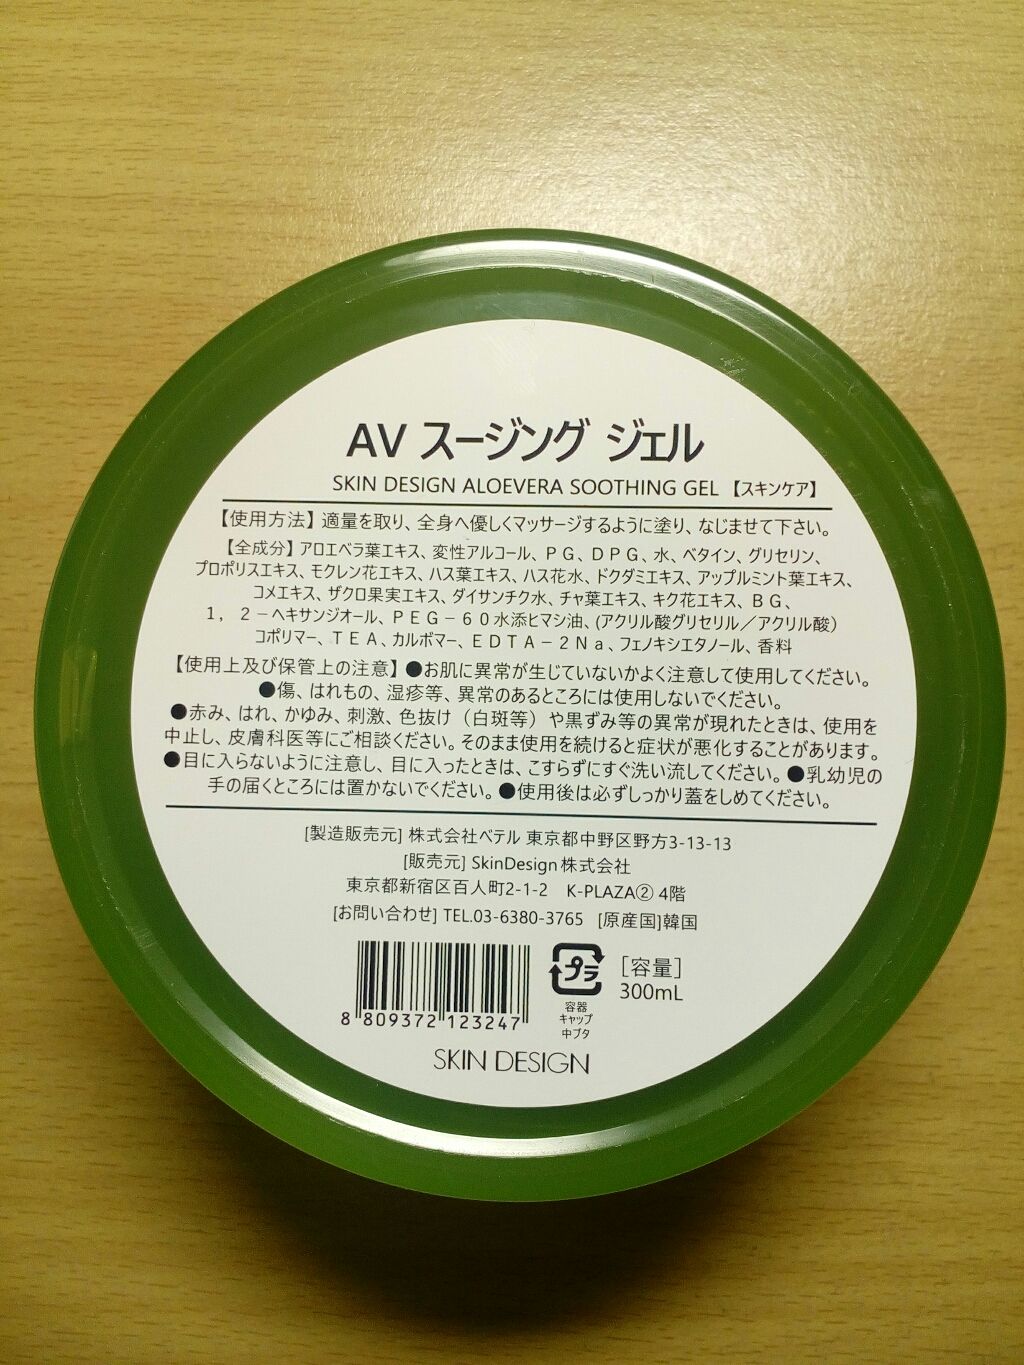 AV スージング ジェル
SKIN DESIGN ALOEVERA SOOTHING GEL 【スキンケア】
【使用方法】適量を取り、全身へ優しくマッサージするように塗り、なじませて下さい。
【全成分】アロエベラ葉エキス、変性アルコール、ＰＧ、ＤＰＧ、水、ベタイン、グリセリン、
プロポリスエキス、モクレン花エキス、ハス葉エキス、ハス花水、ドクダミエキス、アップルミント葉エキス、
コメエキス、ザクロ果実エキス、ダイサンチク水、チャ葉エキス、キク花エキス、ＢＧ、
１，２－ヘキサンジオール、ＰＥＧ－６０水添ヒマシ油、(アクリル酸グリセリル／アクリル酸)
コポリマー、ＴＥＡ、カルボマー、ＥＤＴＡ－２Ｎａ、フェノキシエタノール、香料
【使用上及び保管上の注意】●お肌に異常が生じていないかよく注意して使用してください。
●傷、はれもの、湿疹等、異常のあるところには使用しないでください。
●赤み、はれ、かゆみ、刺激、色抜け（白斑等）や黒ずみ等の異常が現れたときは、使用を
中止し、皮膚科医等にご相談ください。そのまま使用を続けると症状が悪化することがあります。
●目に入らないように注意し、目に入ったときは、こすらずにすぐ洗い流してください。●乳幼児の
手の届くところには置かないでください。●使用後は必ずしっかり蓋をしめてください。
[製造販売元] 株式会社ベテル 東京都中野区野方3-13-13
[販売元] SkinDesign株式会社
東京都新宿区百人町2-1-2 K-PLAZA② 4階
[お問い合わせ] TEL.03-6380-3765 [原産国]韓国
プラ
容器
キャップ
中ブタ
[容量]
300mL
8 809372 123247
SKIN DESIGN